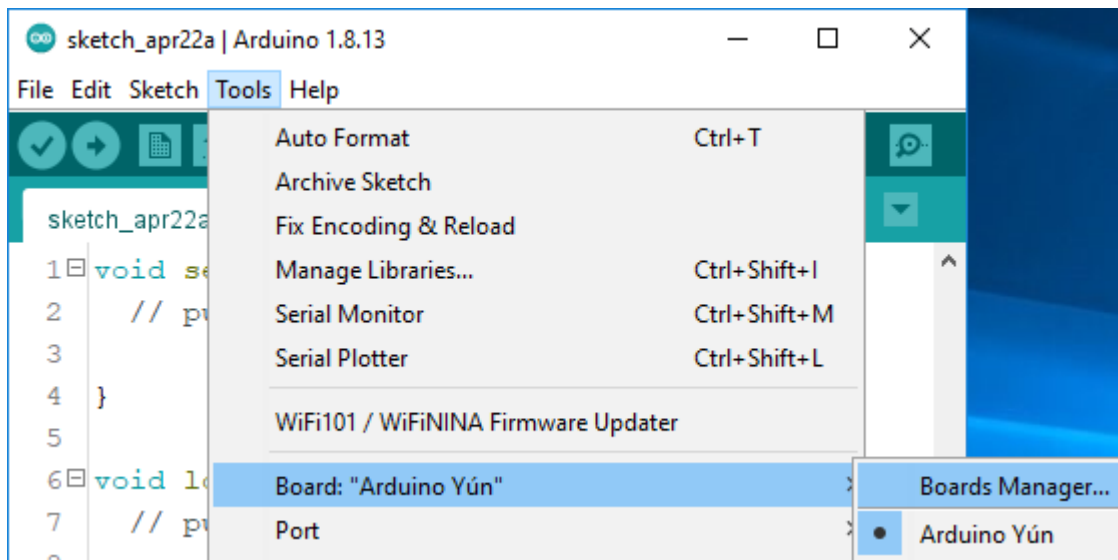 sketch_apr22a | Arduino 1.8.13
File Edit Sketch Tools Help
Auto Format Ctrl+T
Archive Sketch
sketch_apr22a
Fix Encoding & Reload
1 void se
Manage Libraries... Ctrl+Shift+I
2 // pu
Serial Monitor Ctrl+Shift+M
3
Serial Plotter Ctrl+Shift+L
4 }
WiFi101 / WiFiNINA Firmware Updater
5
6 void lo
Board: "Arduino Yún"
Boards Manager...
7 // pu
Port
Arduino Yún